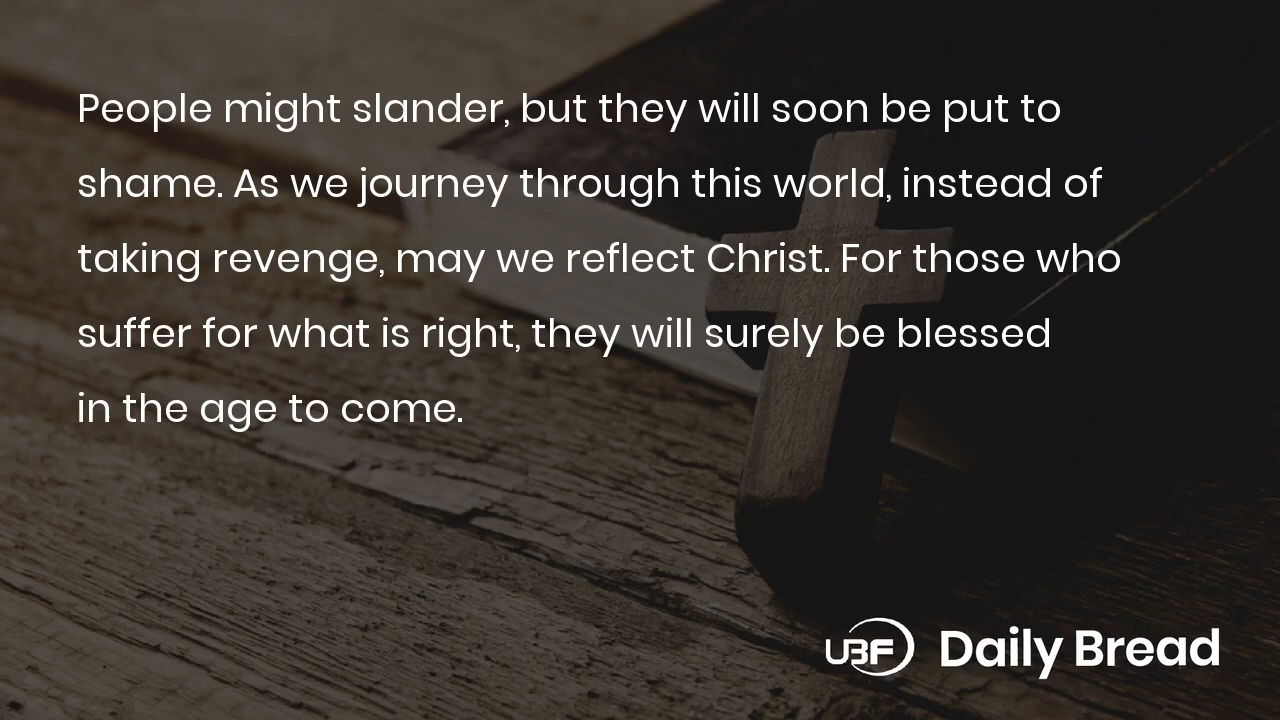 People might slander, but they will soon be put to
shame. As we journey through this world, instead of
taking revenge, may we reflect Christ. For those who
suffer for what is right, they will surely be blessed
in the age to come.
UBF Daily Bread